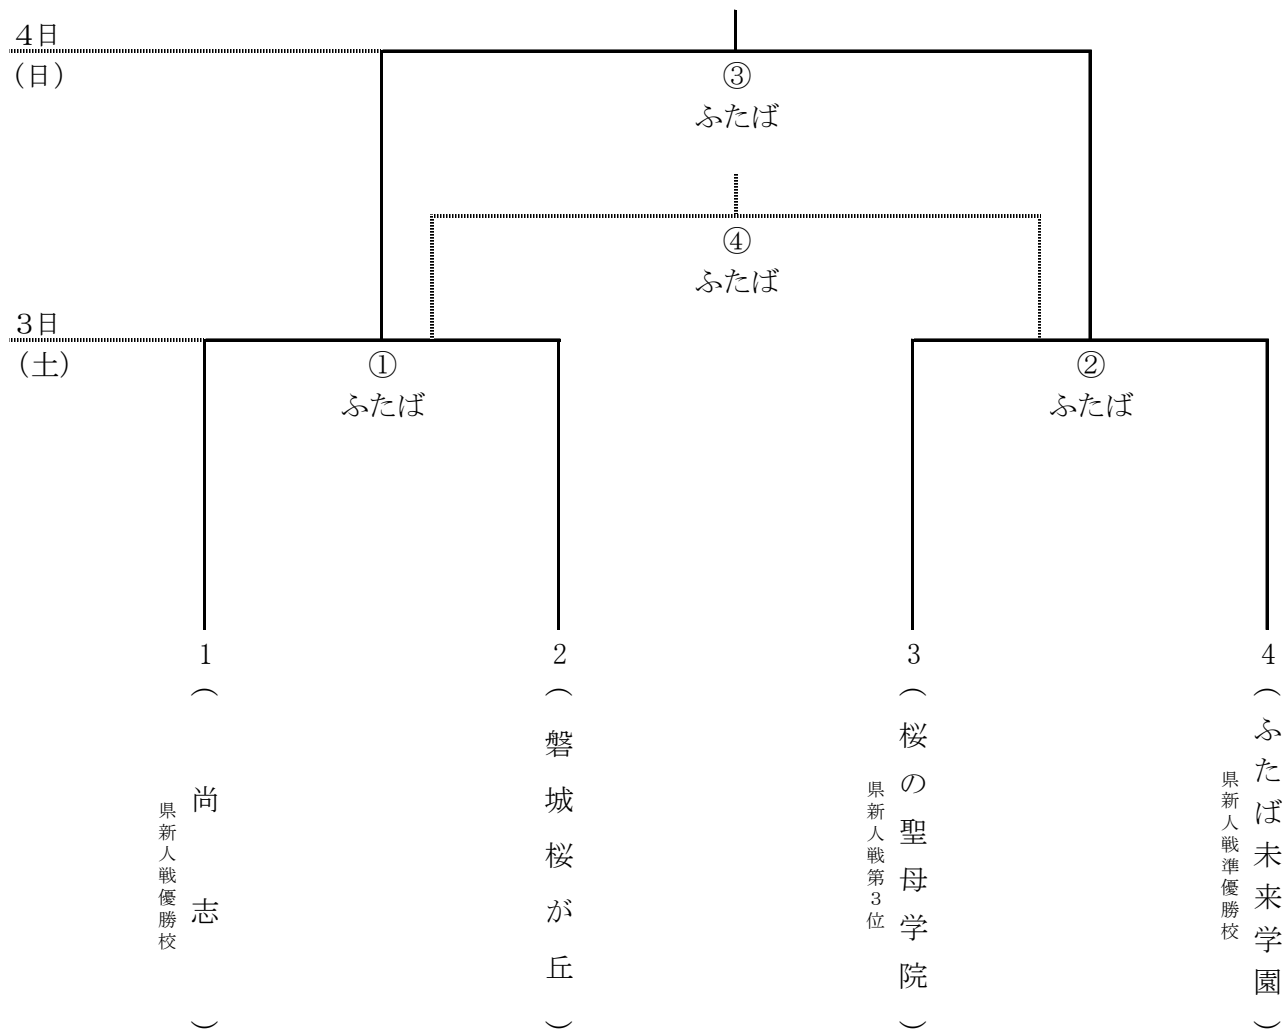 4日
(日)
③
ふたば
④
ふたば
3日
(土)
①
ふたば
②
ふたば
1
(尚志)
県新人戦優勝校
2
(磐城桜が丘)
3
(桜の聖母学院)
県新人戦第3位
4
(ふたば未来学園)
県新人戦準優勝校